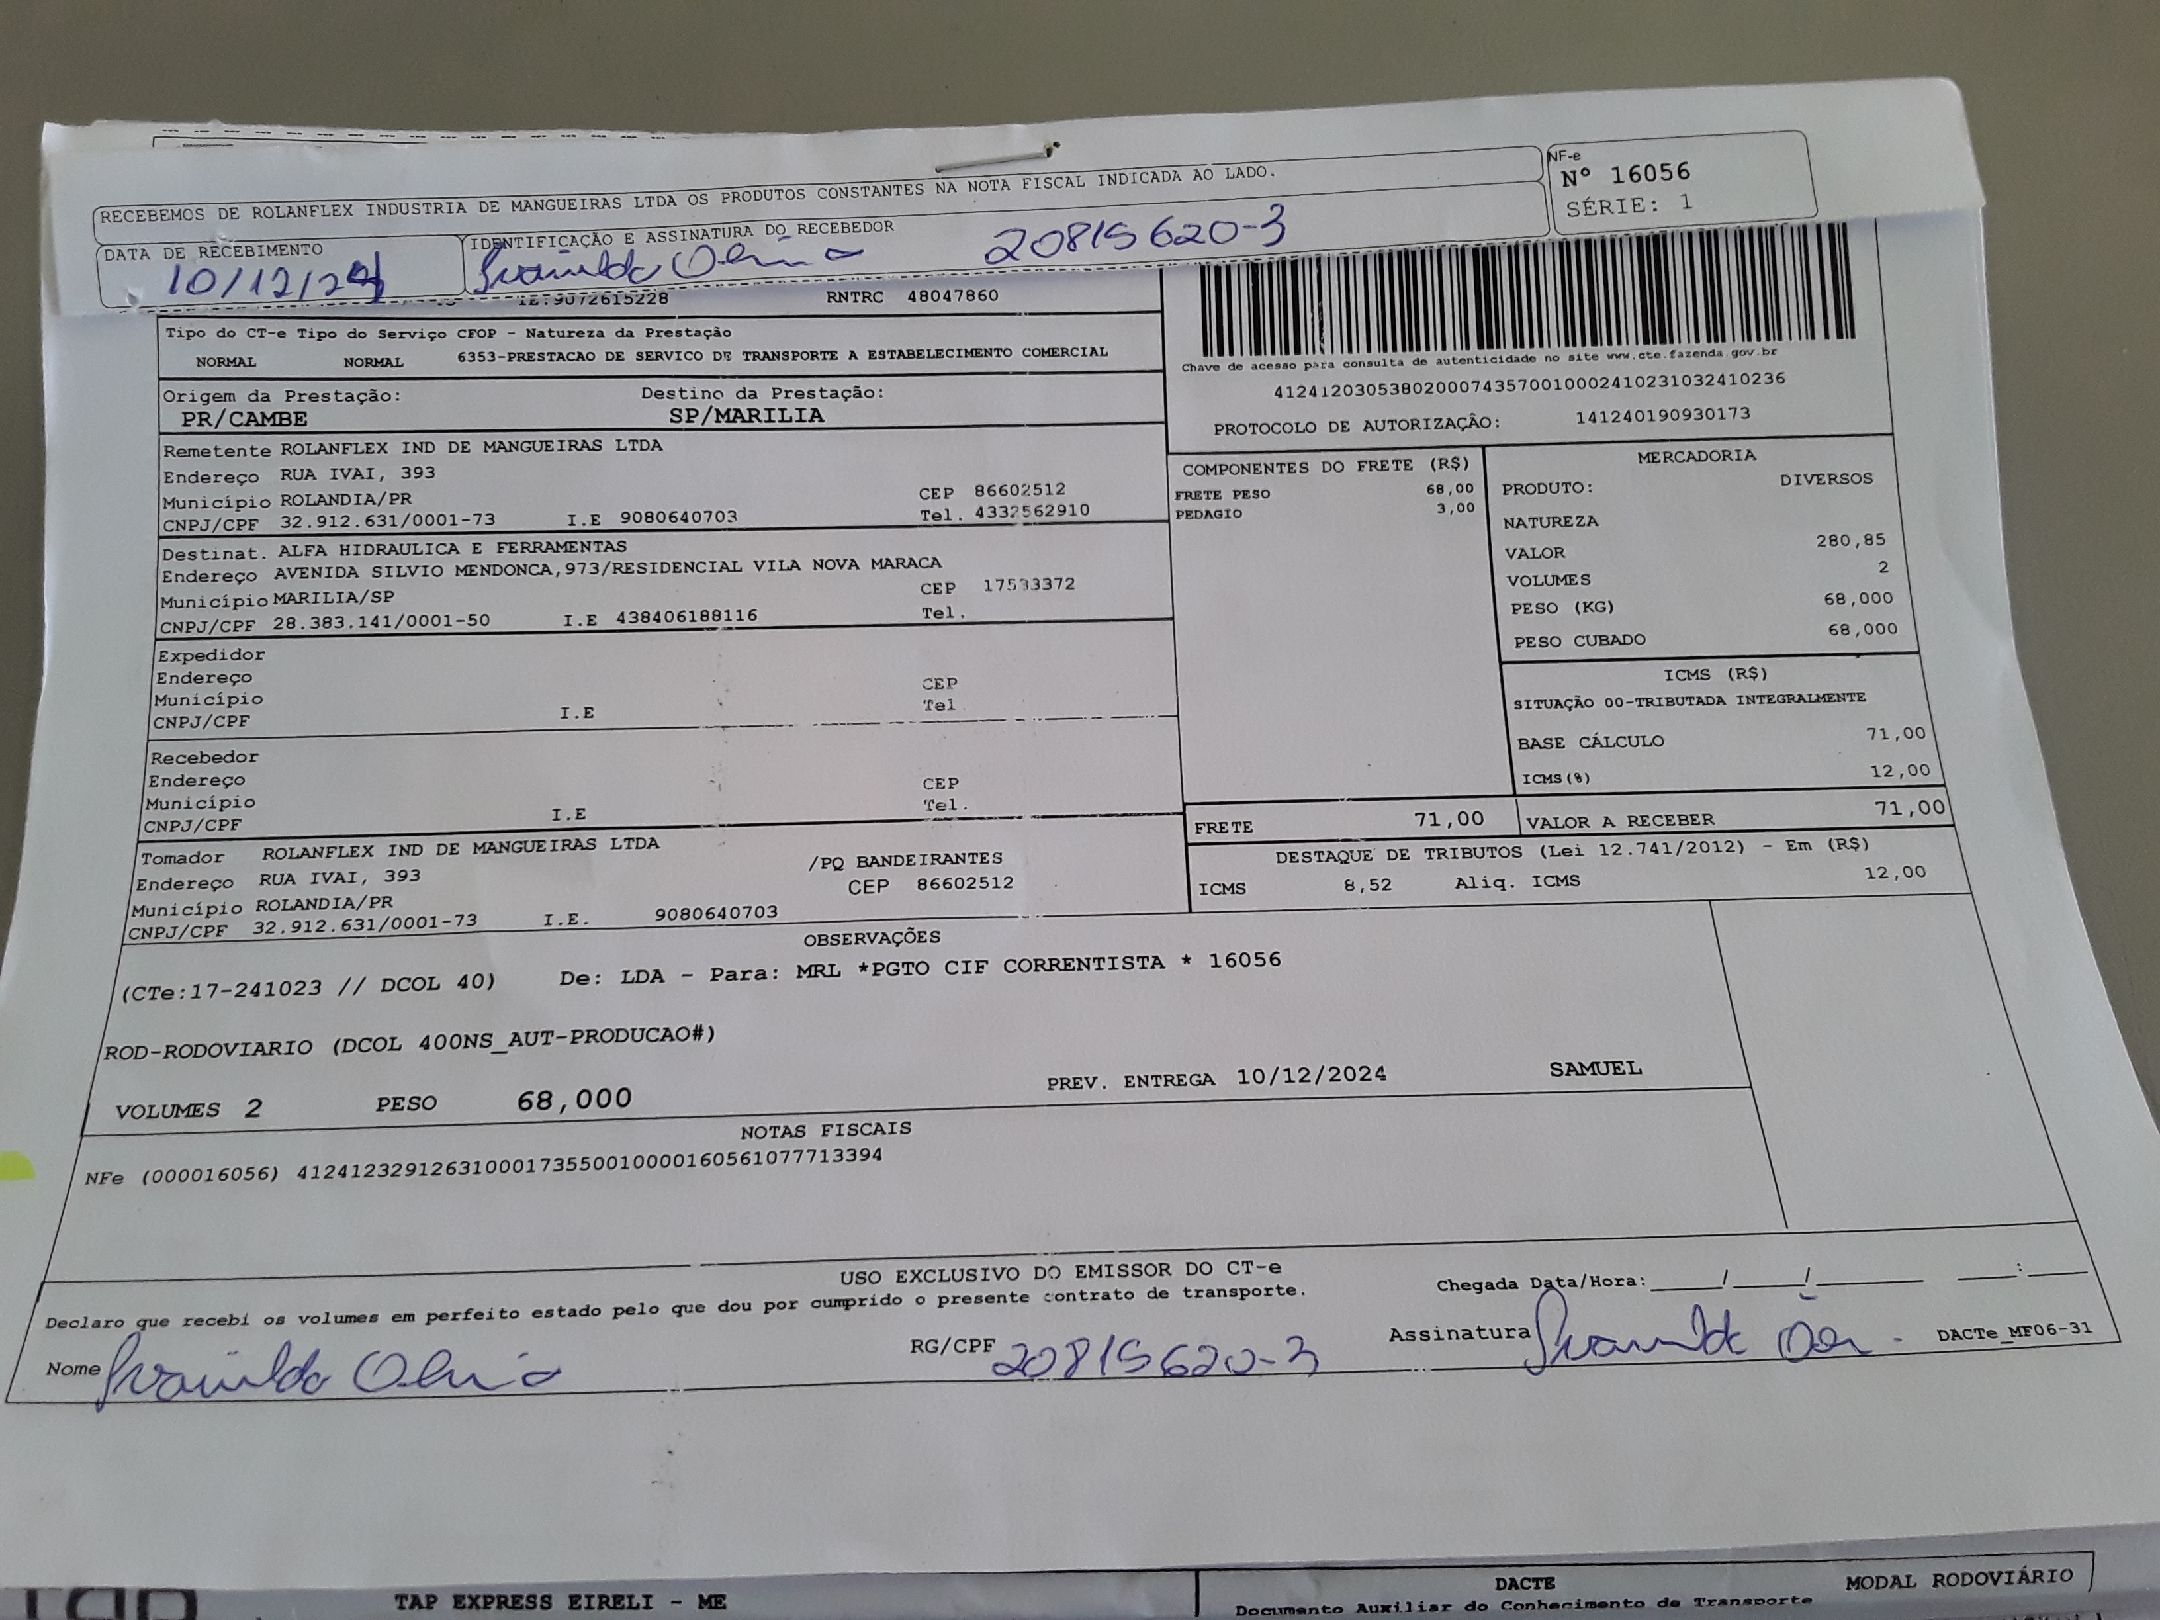 RECEBEMOS DE ROLANFLEX INDUSTRIA DE MANGUEIRAS LTDA OS PRODUTOS CONSTANTES NA NOTA FISCAL INDICADA AO LADO.
NF-e
Nº 16056
SÉRIE: 1
DATA DE RECEBIMENTO
10/12/24
IDENTIFICAÇÃO E ASSINATURA DO RECEBEDOR
20815620-3
IE:9072615228 RNTRC 48047860
Tipo do CT-e Tipo do Serviço CFOP - Natureza da Prestação
NORMAL NORMAL 6353-PRESTACAO DE SERVICO DE TRANSPORTE A ESTABELECIMENTO COMERCIAL
Chave de acesso para consulta de autenticidade no site www.cte.fazenda.gov.br
41241203053802000743570010002410231032410236
PROTOCOLO DE AUTORIZAÇÃO: 141240190930173
Origem da Prestação: Destino da Prestação:
PR/CAMBE SP/MARILIA
Remetente ROLANFLEX IND DE MANGUEIRAS LTDA
Endereço RUA IVAI, 393
Município ROLANDIA/PR CEP 86602512
CNPJ/CPF 32.912.631/0001-73 I.E 9080640703 Tel. 4332562910
Destinat. ALFA HIDRAULICA E FERRAMENTAS
Endereço AVENIDA SILVIO MENDONCA,973/RESIDENCIAL VILA NOVA MARACA
Município MARILIA/SP CEP 17533372
CNPJ/CPF 28.383.141/0001-50 I.E 438406188116 Tel.
Expedidor
Endereço
Município CEP
CNPJ/CPF I.E Tel
Recebedor
Endereço
Município CEP
CNPJ/CPF I.E Tel.
Tomador ROLANFLEX IND DE MANGUEIRAS LTDA
Endereço RUA IVAI, 393 /PQ BANDEIRANTES
Município ROLANDIA/PR CEP 86602512
CNPJ/CPF 32.912.631/0001-73 I.E. 9080640703
COMPONENTES DO FRETE (R$)
FRETE PESO 68,00
PEDAGIO 3,00
MERCADORIA
PRODUTO: DIVERSOS
NATUREZA
VALOR 280,85
VOLUMES 2
PESO (KG) 68,000
PESO CUBADO 68,000
ICMS (R$)
SITUAÇÃO 00-TRIBUTADA INTEGRALMENTE
BASE CÁLCULO 71,00
ICMS(%) 12,00
FRETE 71,00 VALOR A RECEBER 71,00
DESTAQUE DE TRIBUTOS (Lei 12.741/2012) - Em (R$)
ICMS 8,52 Aliq. ICMS 12,00
OBSERVAÇÕES
(CTe:17-241023 // DCOL 40) De: LDA - Para: MRL *PGTO CIF CORRENTISTA * 16056
ROD-RODOVIARIO (DCOL 400NS_AUT-PRODUCAO#)
VOLUMES 2 PESO 68,000 PREV. ENTREGA 10/12/2024 SAMUEL
NOTAS FISCAIS
NFe (000016056) 41241232912631000173550010000160561077713394
USO EXCLUSIVO DO EMISSOR DO CT-e
Declaro que recebi os volumes em perfeito estado pelo que dou por cumprido o presente contrato de transporte.
Chegada Data/Hora:____/____/______ ___:___
Nome RG/CPF 20815620-3 Assinatura DACTe_MF06-31
TAP EXPRESS EIRELI - ME
DACTE
MODAL RODOVIÁRIO
Documento Auxiliar do Conhecimento de Transporte